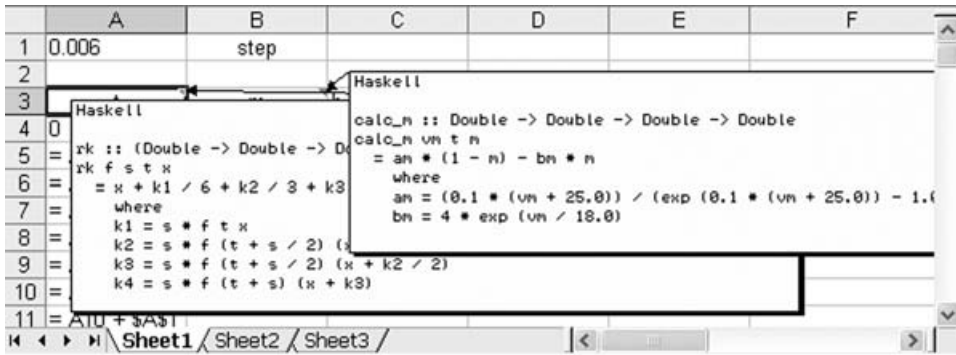 A B C D E F
1 0.006 step
2
3
4 0
5 =
6 =
7 =
8 =
9 =
10 =
11 = A10 + $A$1
Haskell
rk :: (Double -> Double ->
rk f s t x
= x + k1 / 6 + k2 / 3 + k3
where
k1 = s * f t x
k2 = s * f (t + s / 2)
k3 = s * f (t + s / 2) (x + k2 / 2)
k4 = s * f (t + s) (x + k3)
Haskell
calc_m :: Double -> Double -> Double -> Double
calc_m vm t m
= am * (1 - m) - bm * m
where
am = (0.1 * (vm + 25.0)) / (exp (0.1 * (vm + 25.0)) -
bm = 4 * exp (vm / 18.0)
Sheet1 Sheet2 Sheet3